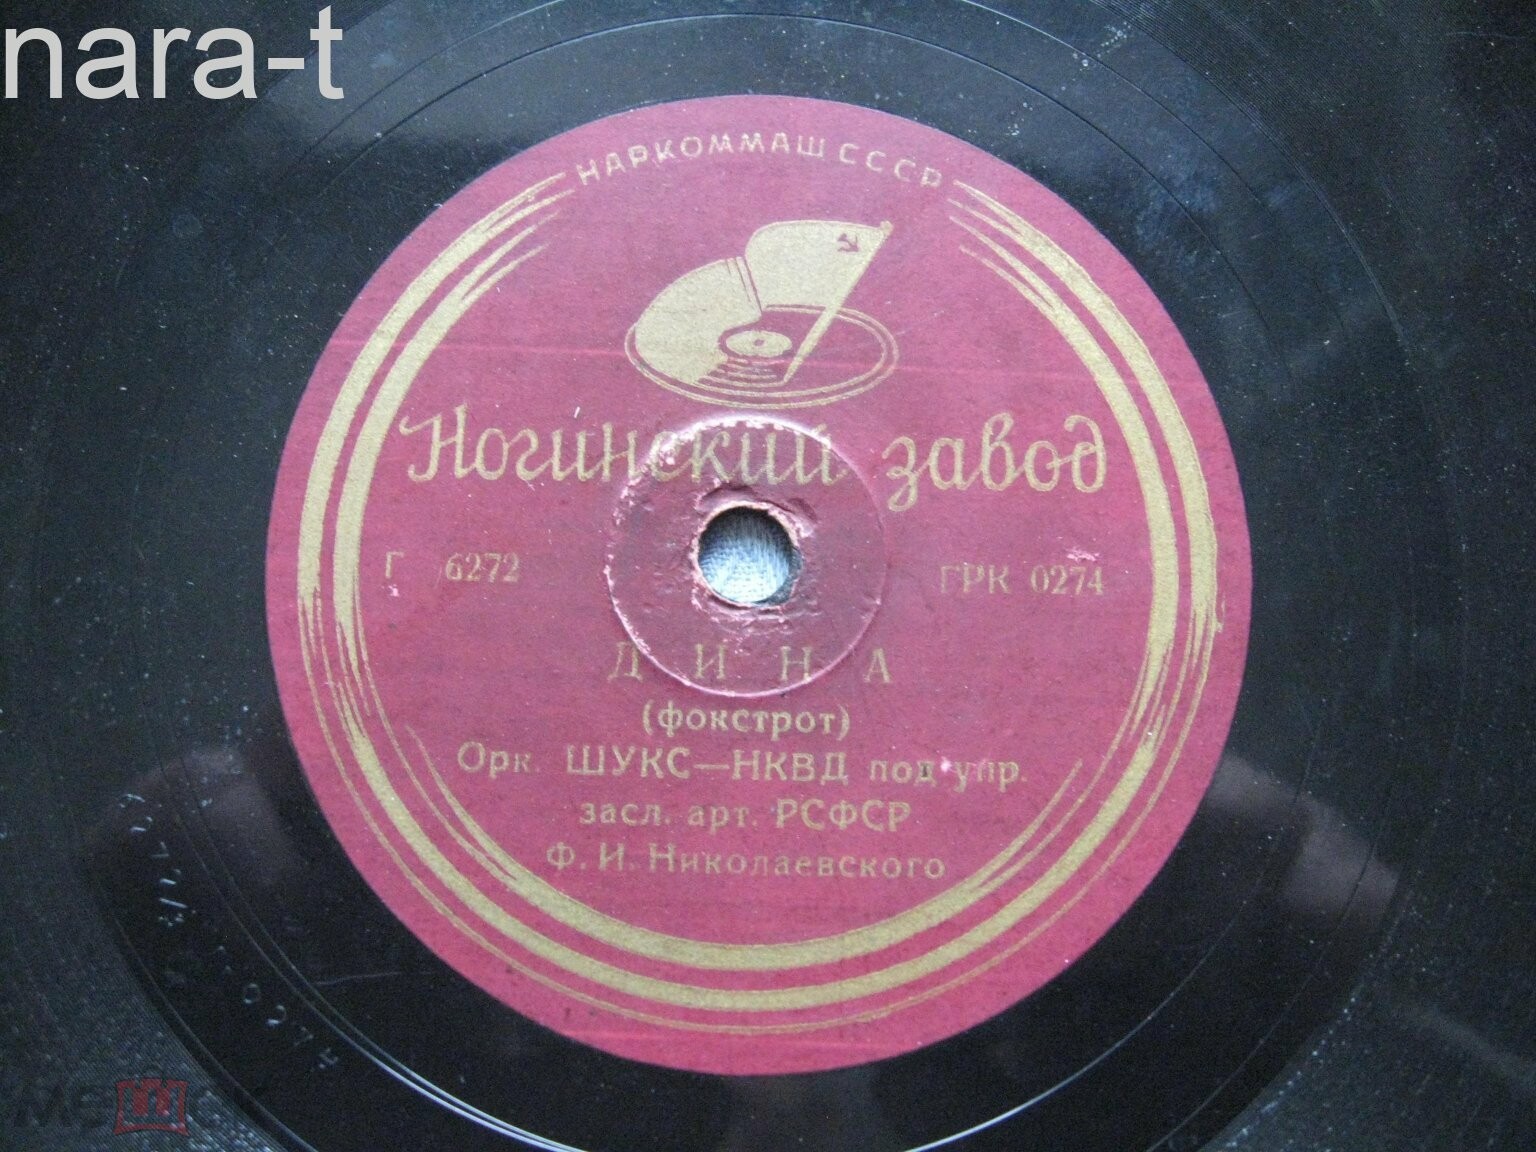 nara-t
НАРКОММАШ СССР
Ногинский завод
Г 6272
ГРК 0274
ДИНА
(фокстрот)
Орк. ШУКС—НКВД под упр.
засл. арт. РСФСР
Ф. И. Николаевского